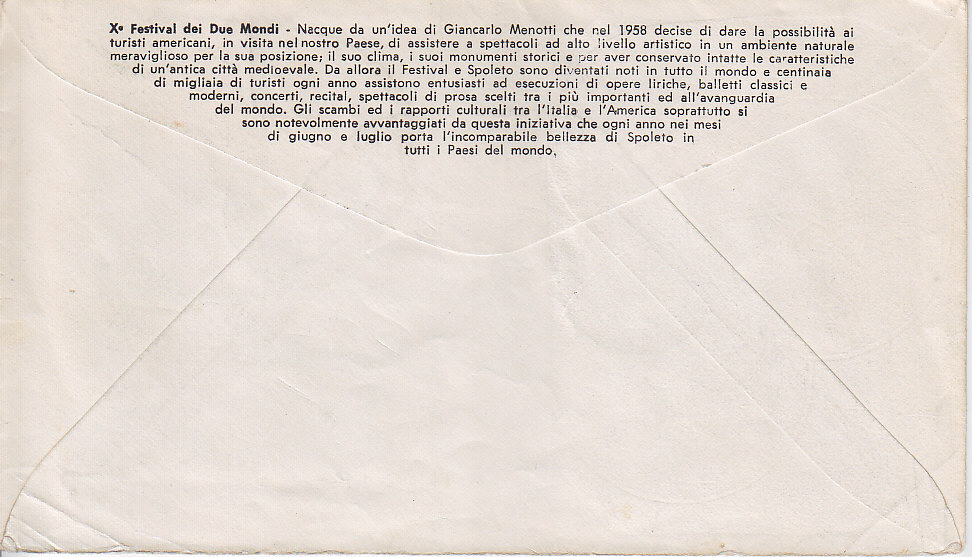 Xº Festival dei Due Mondi - Nacque da un'idea di Giancarlo Menotti che nel 1958 decise di dare la possibilità ai
turisti americani, in visita nel nostro Paese, di assistere a spettacoli ad alto livello artistico in un ambiente naturale
meraviglioso per la sua posizione; il suo clima, i suoi monumenti storici e per aver conservato intatte le caratteristiche
di un'antica città medioevale. Da allora il Festival e Spoleto sono diventati noti in tutto il mondo e centinaia
di migliaia di turisti ogni anno assistono entusiasti ad esecuzioni di opere liriche, balletti classici e
moderni, concerti, recital, spettacoli di prosa scelti tra i più importanti ed all'avanguardia
del mondo. Gli scambi ed i rapporti culturali tra l'Italia e l'America soprattutto si
sono notevolmente avvantaggiati da questa iniziativa che ogni anno nei mesi
di giugno e luglio porta l'incomparabile bellezza di Spoleto in
tutti i Paesi del mondo.